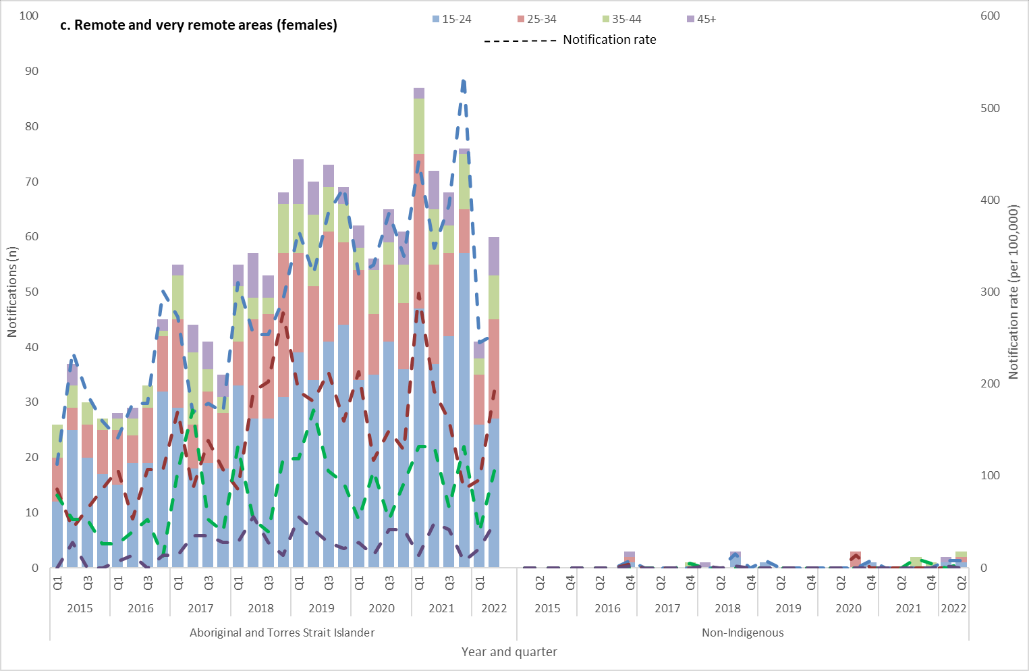 c. Remote and very remote areas (females)
15-24 25-34 35-44 45+
Notification rate
100 90 80 70 60 50 40 30 20 10 0
Notifications (n)
600 500 400 300 200 100 0
Notification rate (per 100,000)
Q1 Q3 Q1 Q3 Q1 Q3 Q1 Q3 Q1 Q3 Q1 Q3 Q1 Q3 Q1 Q2 Q4 Q2 Q4 Q2 Q4 Q2 Q4 Q2 Q4 Q2 Q4 Q2 Q4 Q2
2015 2016 2017 2018 2019 2020 2021 2022 2015 2016 2017 2018 2019 2020 2021 2022
Aboriginal and Torres Strait Islander Non-Indigenous
Year and quarter